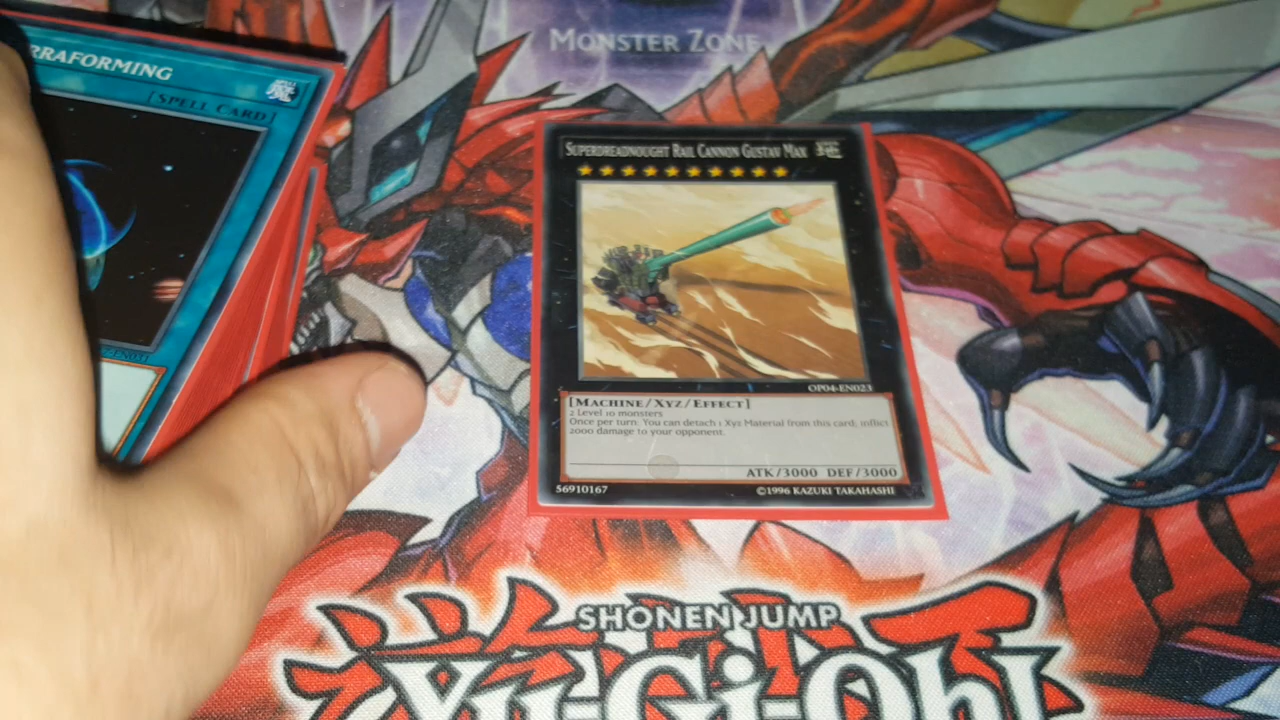 MONSTER ZONE
RRAFORMING
[SPELL CARD]
SUPERDREADNOUGHT RAIL CANNON GUSTAV MAX
OP04-EN023
[MACHINE/XYZ/EFFECT]
2 Level 10 monsters
Once per turn: You can detach 1 Xyz Material from this card; inflict
2000 damage to your opponent.
ATK/3000 DEF/3000
56910167
©1996 KAZUKI TAKAHASHI
SHONEN JUMP
Yu-Gi-Oh!